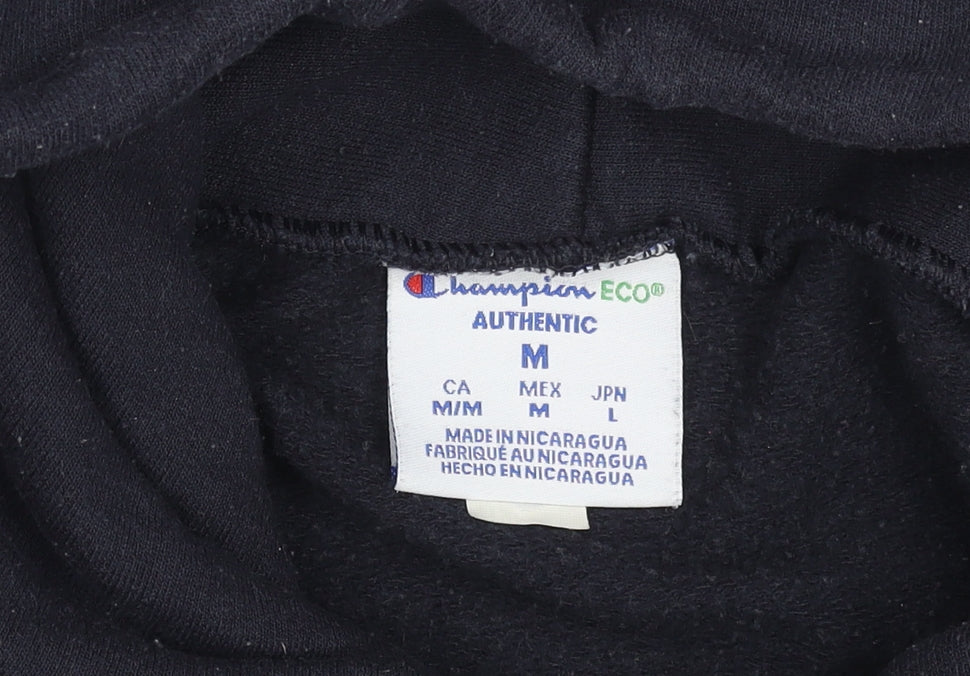 Champion ECO®
AUTHENTIC
M
CA MEX JPN
M/M M L
MADE IN NICARAGUA
FABRIQUÉ AU NICARAGUA
HECHO EN NICARAGUA